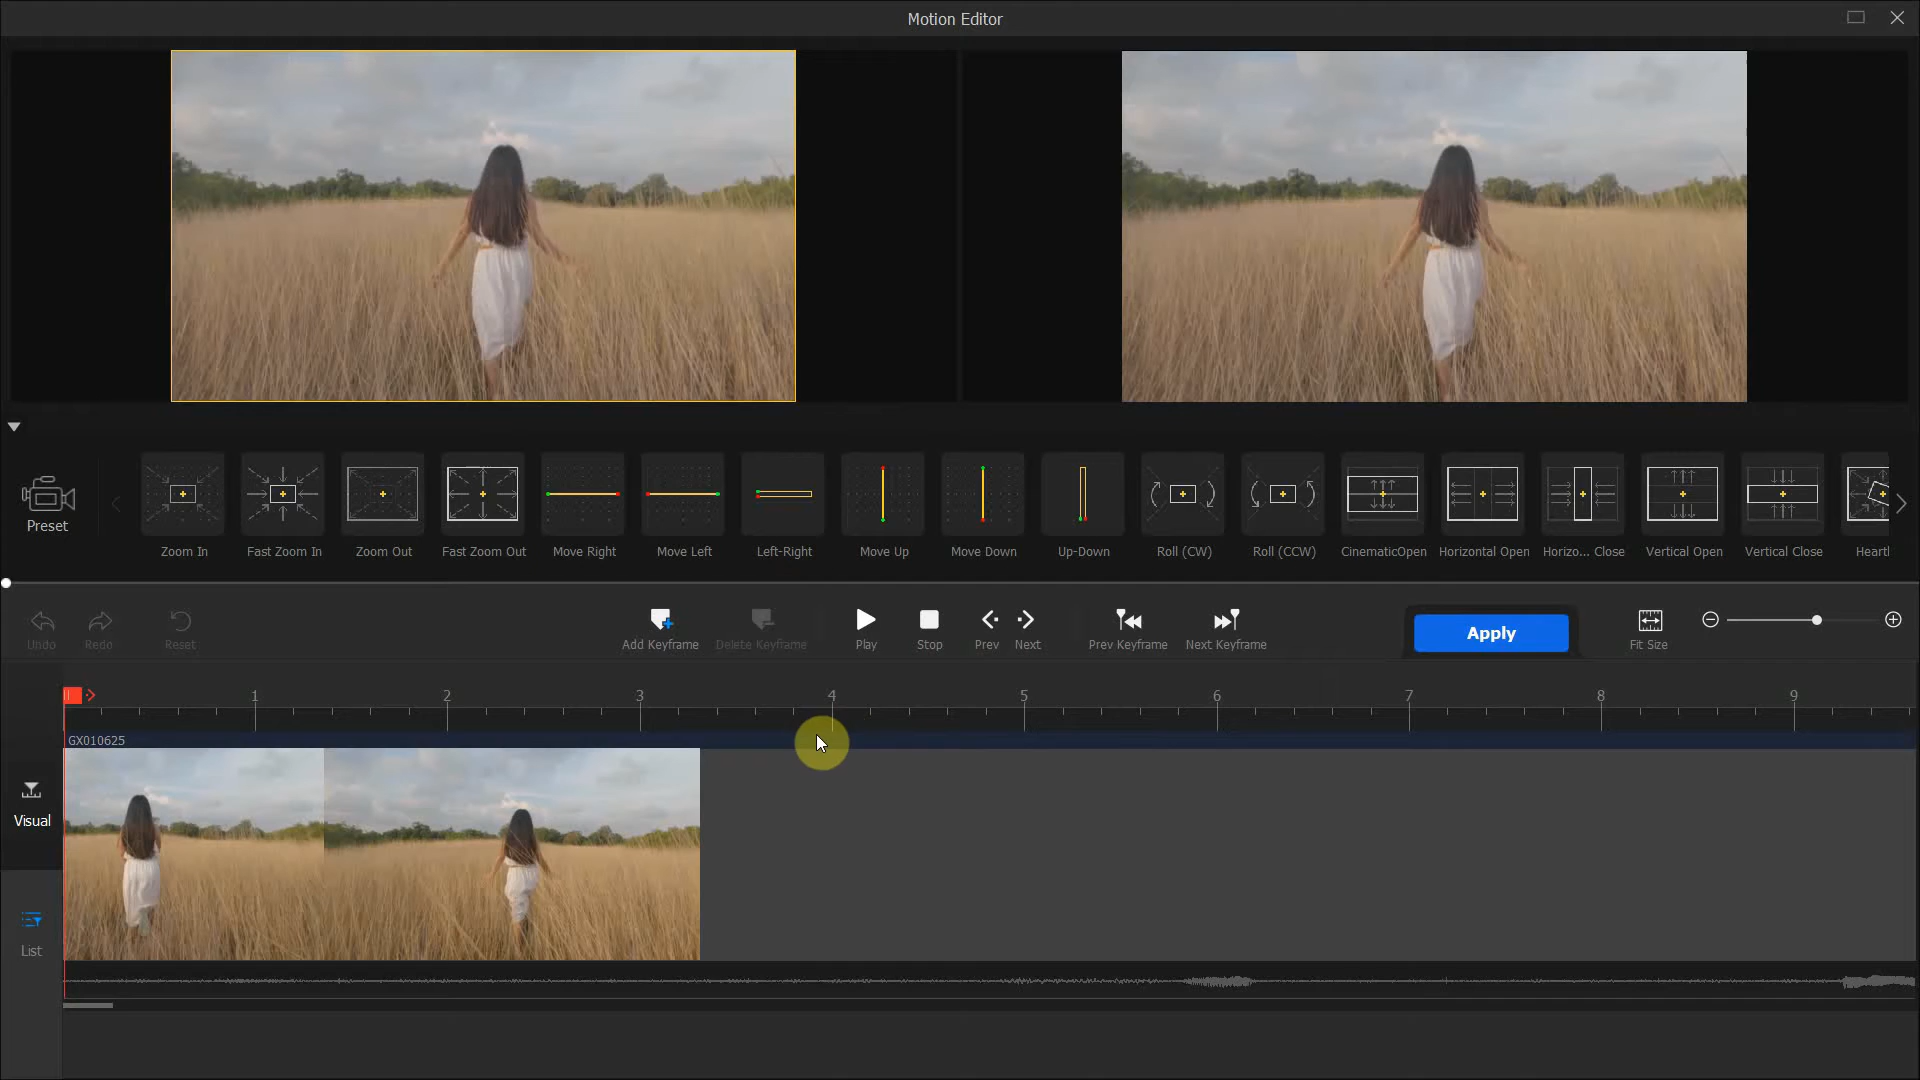 Motion Editor
Preset
Zoom In
Fast Zoom In
Zoom Out
Fast Zoom Out
Move Right
Move Left
Left-Right
Move Up
Move Down
Up-Down
Roll (CW)
Roll (CCW)
CinematicOpen
Horizontal Open
Horizo... Close
Vertical Open
Vertical Close
Undo
Redo
Reset
Add Keyframe
Delete Keyframe
Play
Stop
Prev
Next
Prev Keyframe
Next Keyframe
Apply
Fit Size
1 2 3 4 5 6 7 8 9
GX010625
Visual
List